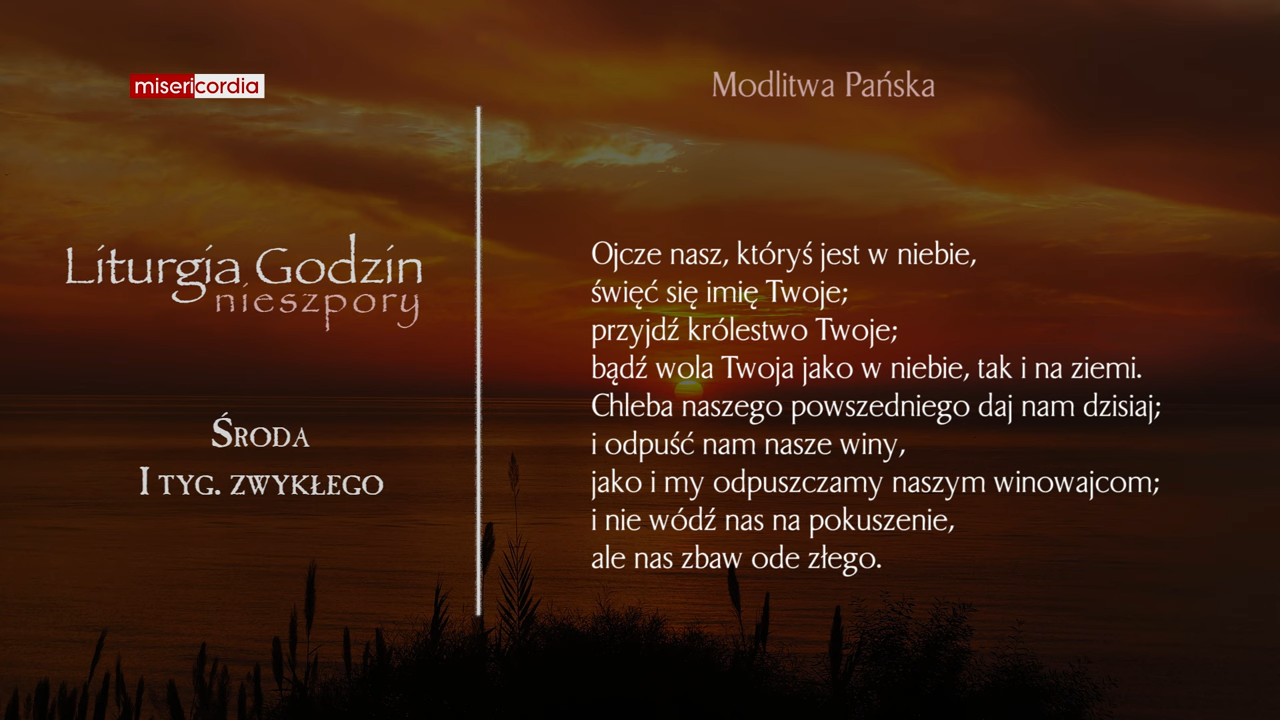 misericordia
Liturgia Godzin
nieszpory
Środa
I tyg. zwykłego
Modlitwa Pańska
Ojcze nasz, któryś jest w niebie,
święć się imię Twoje;
przyjdź królestwo Twoje;
bądź wola Twoja jako w niebie, tak i na ziemi.
Chleba naszego powszedniego daj nam dzisiaj;
i odpuść nam nasze winy,
jako i my odpuszczamy naszym winowajcom;
i nie wódź nas na pokuszenie,
ale nas zbaw ode złego.